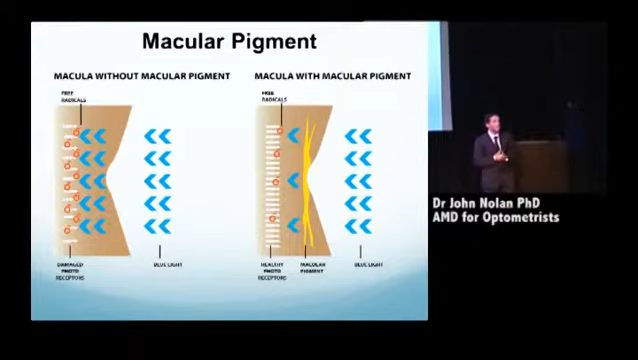 Macular Pigment
MACULA WITHOUT MACULAR PIGMENT
FREE
RADICALS
DAMAGED
PHOTO
RECEPTORS
BLUE LIGHT
MACULA WITH MACULAR PIGMENT
FREE
RADICALS
HEALTHY
PHOTO
RECEPTORS
MACULAR
PIGMENT
BLUE LIGHT
Dr John Nolan PhD
AMD for Optometrists